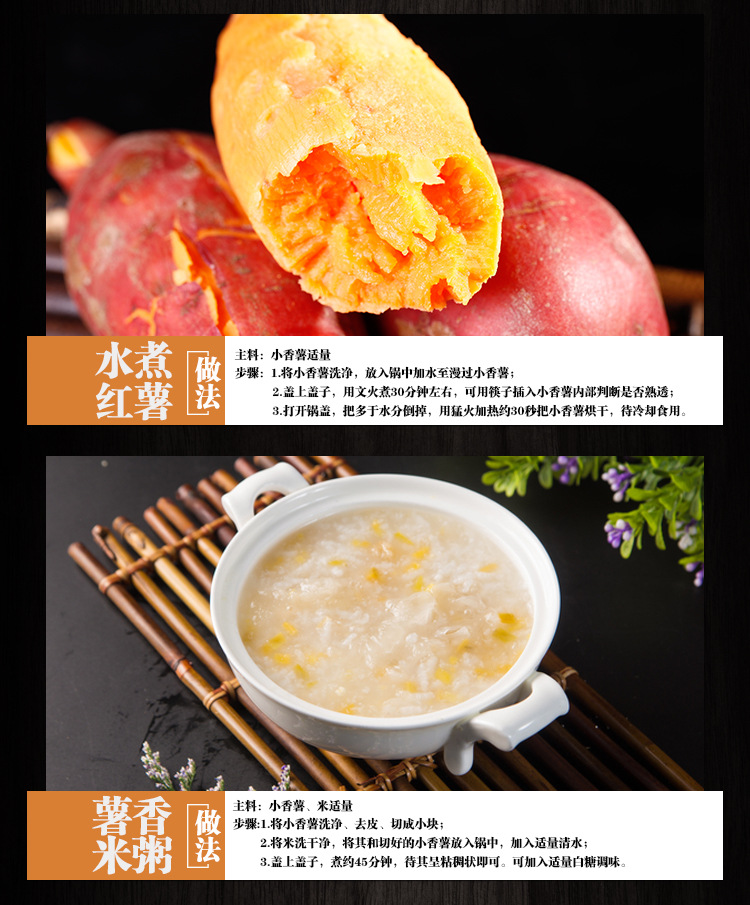 水煮
红薯
做法
主料：小香薯适量
步骤：1.将小香薯洗净，放入锅中加水至漫过小香薯；
2.盖上盖子，用文火煮30分钟左右，可用筷子插入小香薯内部判断是否熟透；
3.打开锅盖，把多于水分倒掉，用猛火加热约30秒把小香薯烘干，待冷却食用。
薯香
米粥
做法
主料：小香薯、米适量
步骤:1.将小香薯洗净、去皮、切成小块；
2.将米洗干净，将其和切好的小香薯放入锅中，加入适量清水；
3.盖上盖子，煮约45分钟，待其呈粘稠状即可。可加入适量白糖调味。